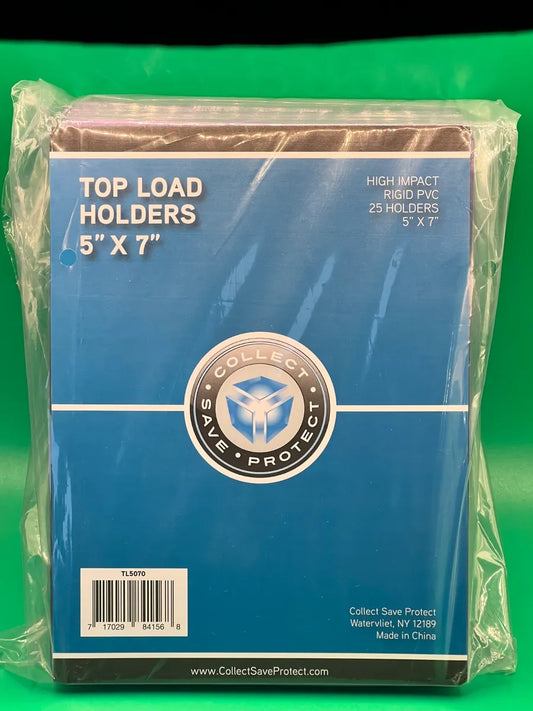 TOP LOAD
HOLDERS
5" X 7"
HIGH IMPACT
RIGID PVC
25 HOLDERS
5" X 7"
COLLECT • SAVE • PROTECT •
TL5070
7 17029 84156 8
Collect Save Protect
Watervliet, NY 12189
Made in China
www.CollectSaveProtect.com